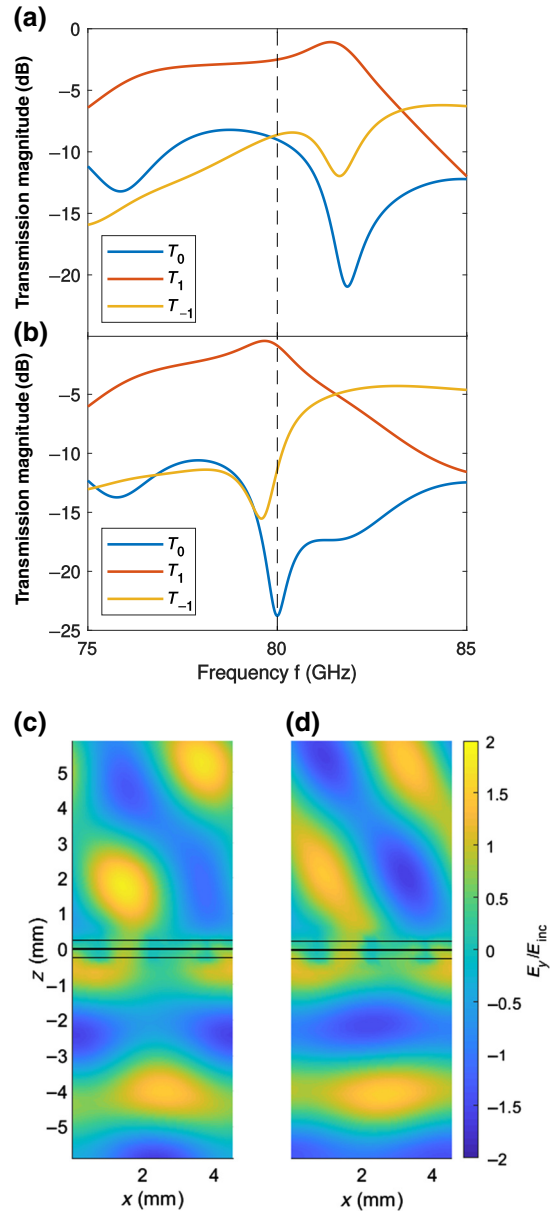 (a)
Transmission magnitude (dB)
0
−5
−10
−15
−20
T0
T1
T−1
(b)
Transmission magnitude (dB)
−5
−10
−15
−20
−25
T0
T1
T−1
75
80
85
Frequency f (GHz)
(c)
(d)
z (mm)
5
4
3
2
1
0
−1
−2
−3
−4
−5
2
4
x (mm)
2
4
x (mm)
2
1.5
1
0.5
0
−0.5
−1
−1.5
−2
Ey/Einc